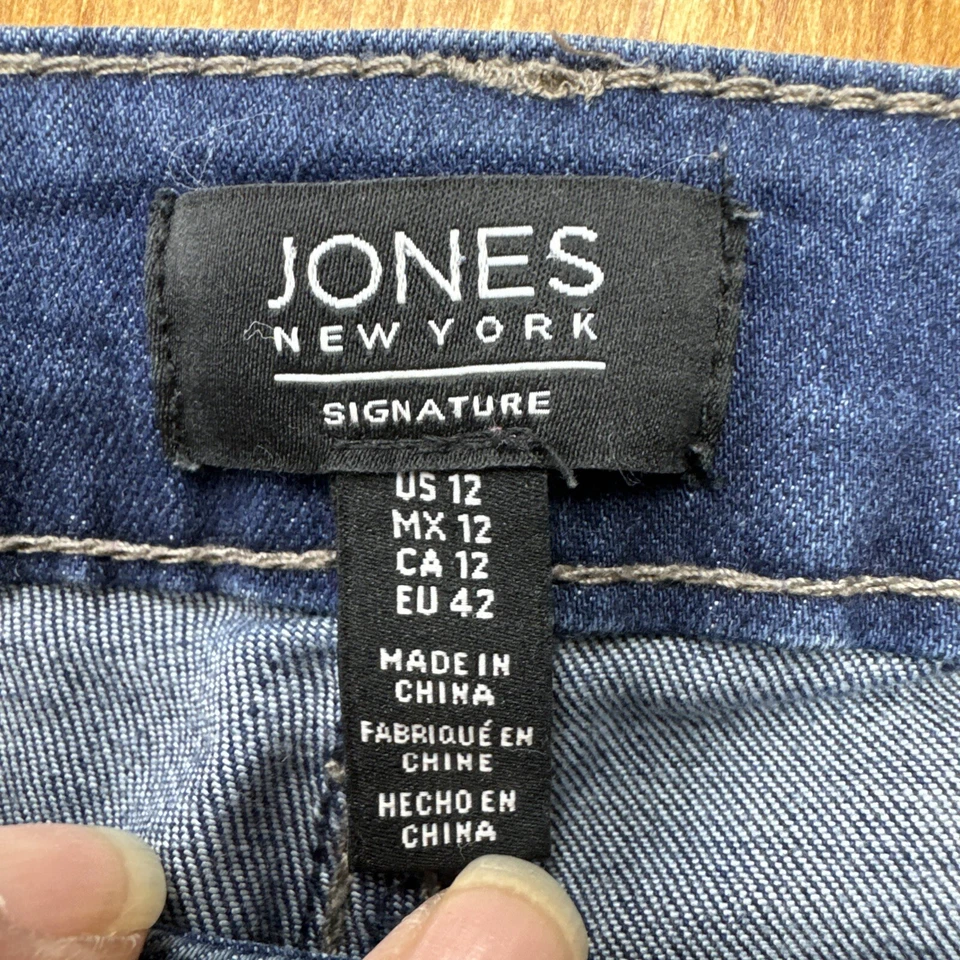 JONES
NEW YORK
SIGNATURE
US 12
MX 12
CA 12
EU 42
MADE IN
CHINA
FABRIQUÉ EN
CHINE
HECHO EN
CHINA